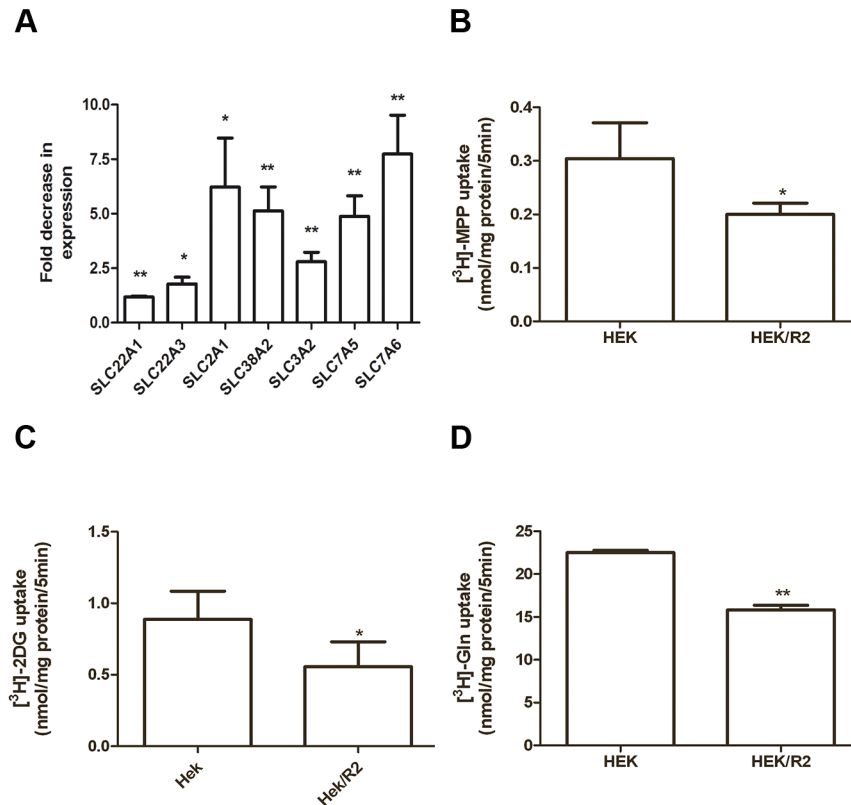 A
Fold decrease in
expression
10.0
7.5
5.0
2.5
0.0
**
*
*
**
**
**
**
SLC22A1
SLC22A3
SLC2A1
SLC38A2
SLC3A2
SLC7A5
SLC7A6
B
[³H]-MPP uptake
(nmol/mg protein/5min)
0.4
0.3
0.2
0.1
0.0
*
HEK
HEK/R2
C
[³H]-2DG uptake
(nmol/mg protein/5min)
1.5
1.0
0.5
0.0
*
Hek
Hek/R2
D
[³H]-Gln uptake
(nmol/mg protein/5min)
25
20
15
10
5
0
**
HEK
HEK/R2